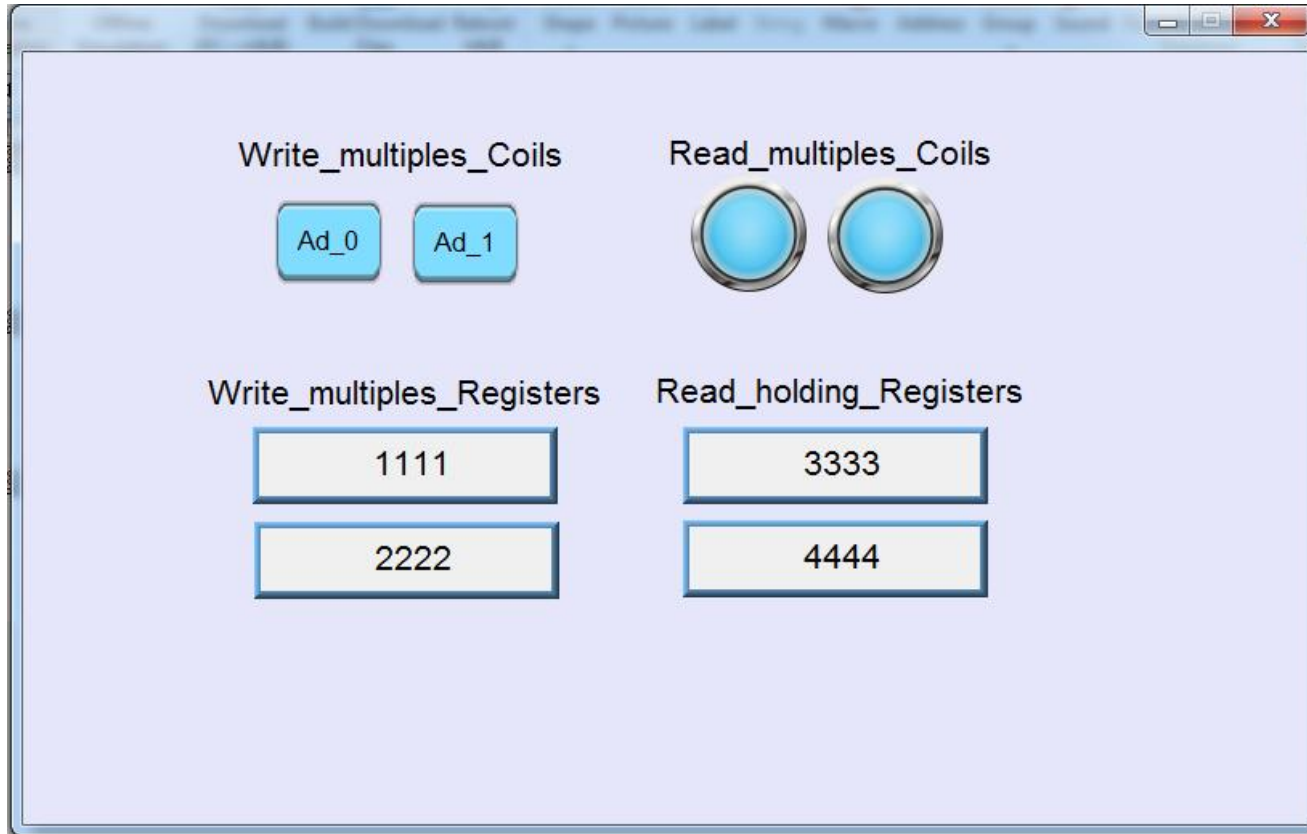 Write_multiples_Coils
Read_multiples_Coils
Ad_0
Ad_1
Write_multiples_Registers
Read_holding_Registers
1111
3333
2222
4444